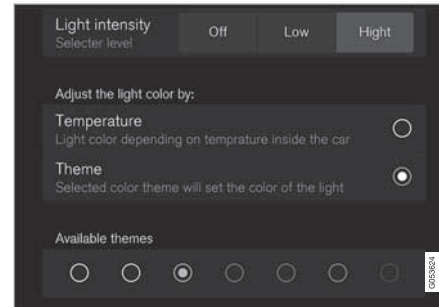 Light intensity Off Low Hight
Selecter level
Adjust the light color by:
Temperature
Light color depending on temprature inside the car
Theme
Selected color theme will set the color of the light
Available themes
G053624